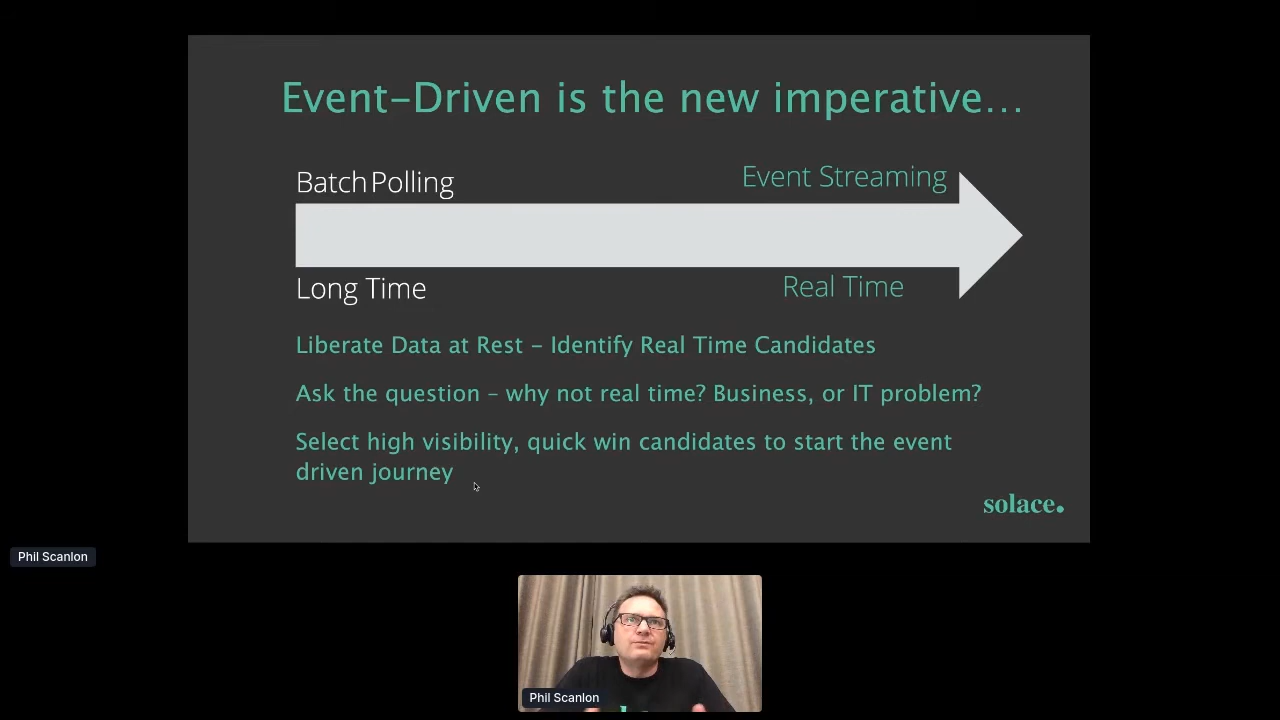 Event-Driven is the new imperative...
Batch Polling
Event Streaming
Long Time
Real Time
Liberate Data at Rest – Identify Real Time Candidates
Ask the question – why not real time? Business, or IT problem?
Select high visibility, quick win candidates to start the event
driven journey
solace.
Phil Scanlon
Phil Scanlon